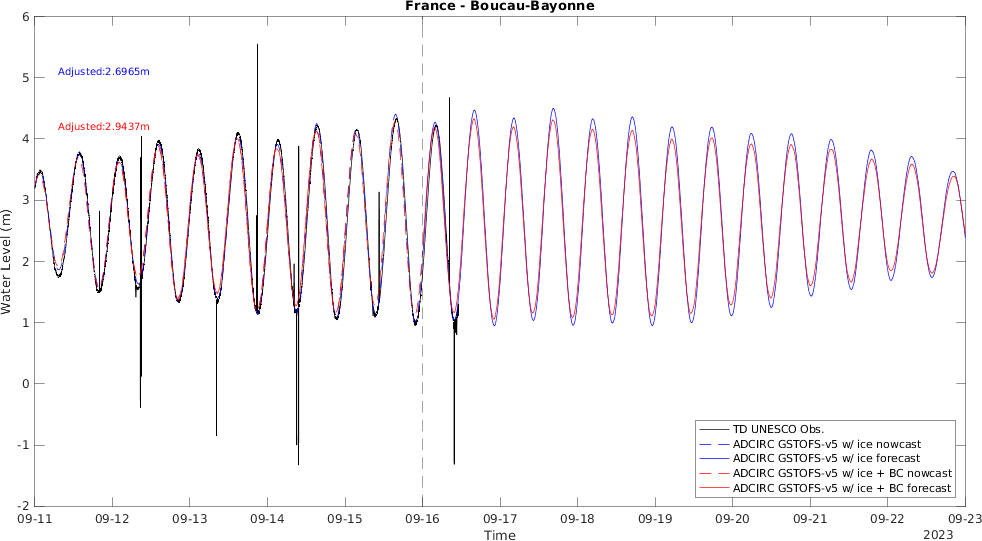 France - Boucau-Bayonne
6
5
4
3
2
1
0
-1
-2
Water Level (m)
Adjusted:2.6965m
Adjusted:2.9437m
TD UNESCO Obs.
ADCIRC GSTOFS-v5 w/ ice nowcast
ADCIRC GSTOFS-v5 w/ ice forecast
ADCIRC GSTOFS-v5 w/ ice + BC nowcast
ADCIRC GSTOFS-v5 w/ ice + BC forecast
09-11 09-12 09-13 09-14 09-15 09-16 09-17 09-18 09-19 09-20 09-21 09-22 09-23
Time
2023